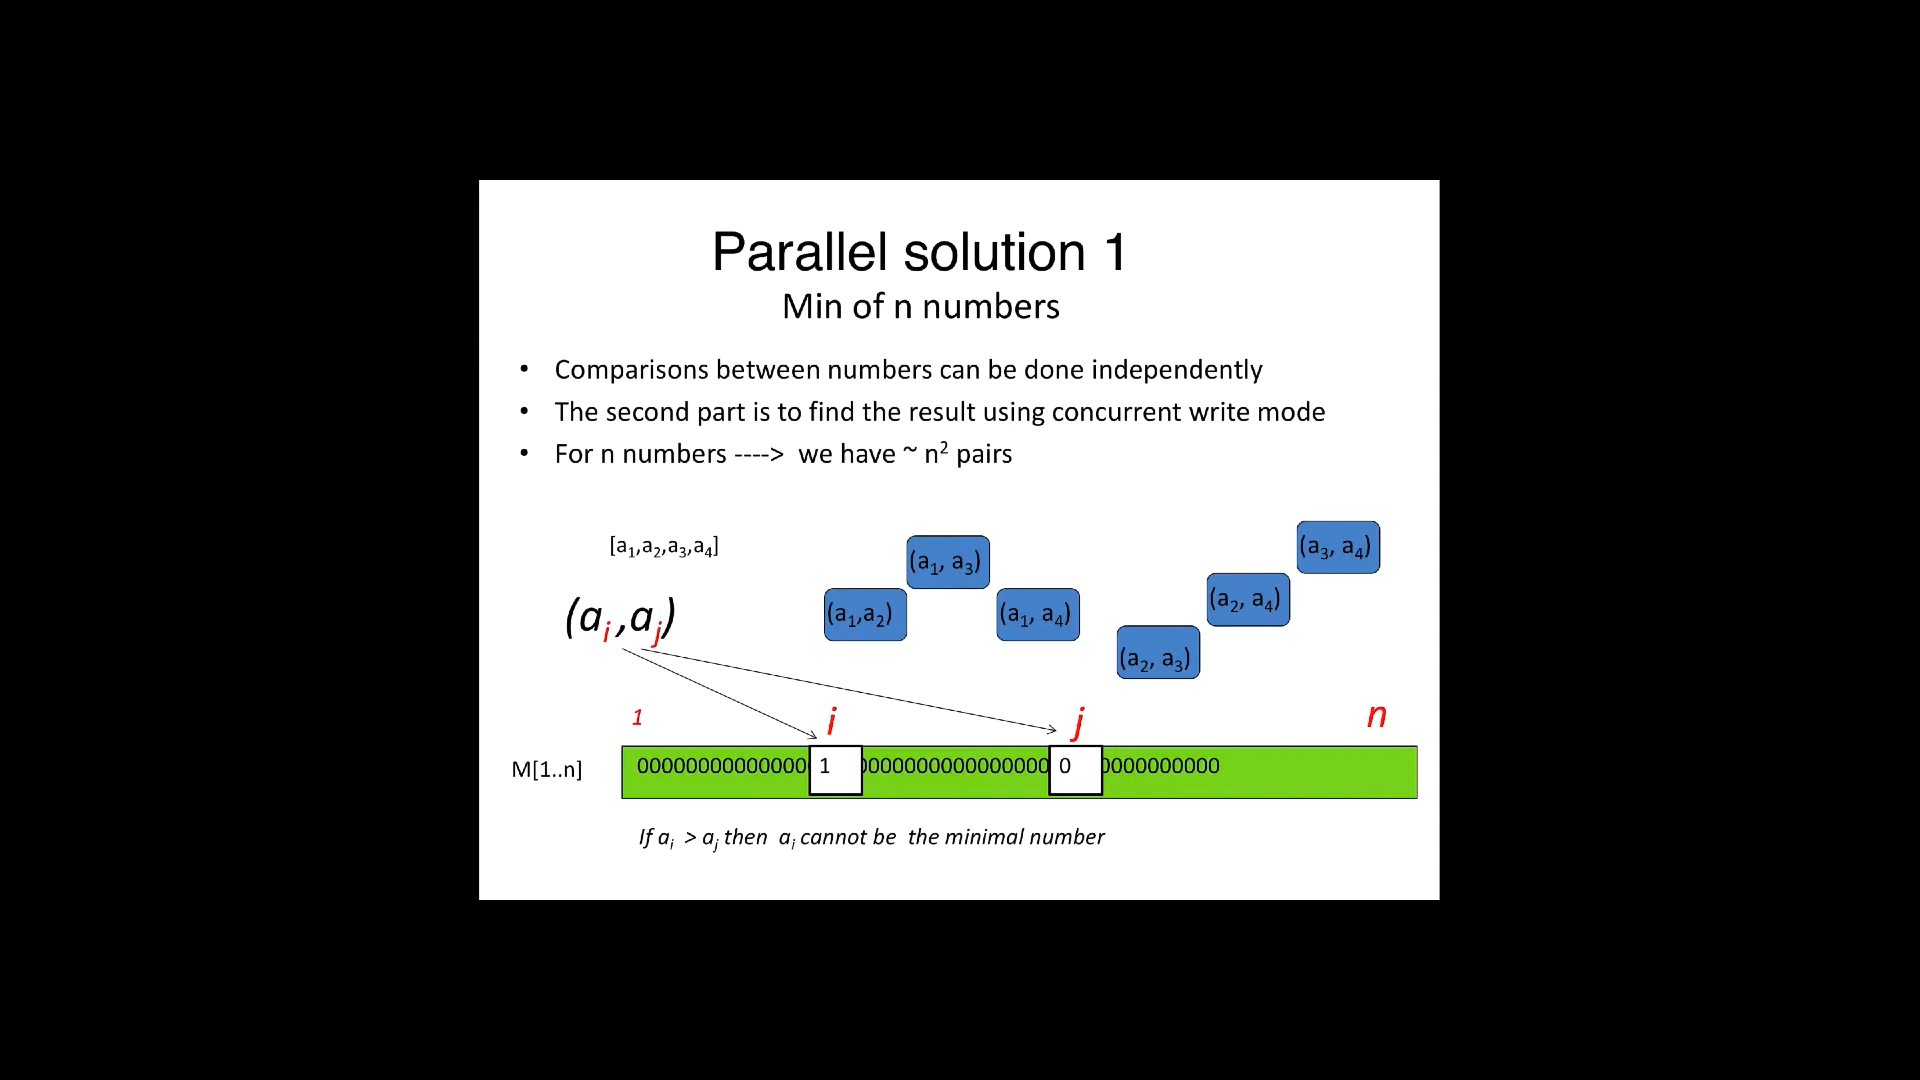 Parallel solution 1
Min of n numbers
• Comparisons between numbers can be done independently
• The second part is to find the result using concurrent write mode
• For n numbers ----> we have ~ n² pairs
[a₁,a₂,a₃,a₄]
(a₁,a₂)
(a₁, a₃)
(a₁, a₄)
(a₂, a₃)
(a₂, a₄)
(a₃, a₄)
(aᵢ,aⱼ)
1 i j n
M[1..n] 00000000000000 1 0000000000000000 0 0000000000
If aᵢ > aⱼ then aᵢ cannot be the minimal number